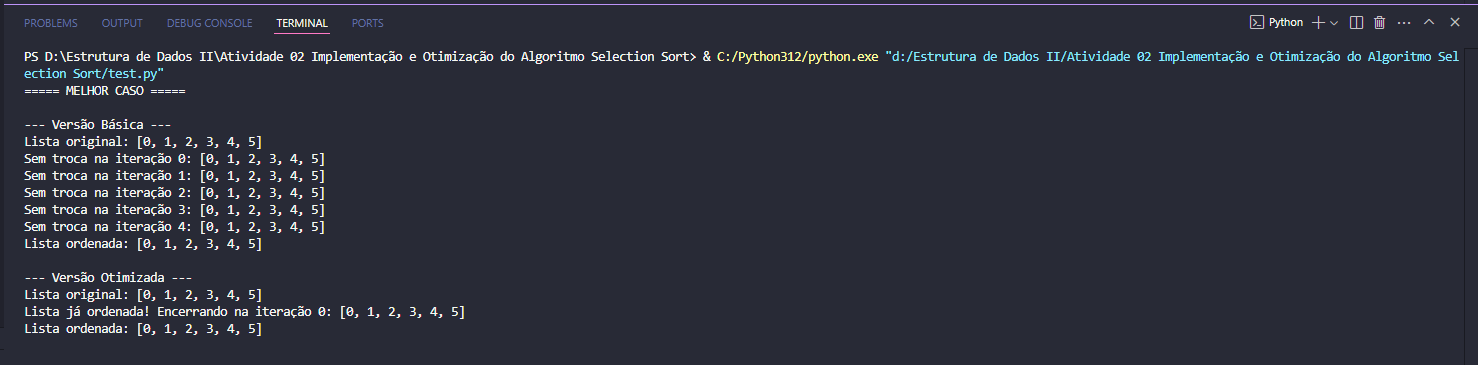 PROBLEMS OUTPUT DEBUG CONSOLE TERMINAL PORTS Python
PS D:\Estrutura de Dados II\Atividade 02 Implementação e Otimização do Algoritmo Selection Sort> & C:/Python312/python.exe "d:/Estrutura de Dados II/Atividade 02 Implementação e Otimização do Algoritmo Sel
ection Sort/test.py"
===== MELHOR CASO =====
--- Versão Básica ---
Lista original: [0, 1, 2, 3, 4, 5]
Sem troca na iteração 0: [0, 1, 2, 3, 4, 5]
Sem troca na iteração 1: [0, 1, 2, 3, 4, 5]
Sem troca na iteração 2: [0, 1, 2, 3, 4, 5]
Sem troca na iteração 3: [0, 1, 2, 3, 4, 5]
Sem troca na iteração 4: [0, 1, 2, 3, 4, 5]
Lista ordenada: [0, 1, 2, 3, 4, 5]
--- Versão Otimizada ---
Lista original: [0, 1, 2, 3, 4, 5]
Lista já ordenada! Encerrando na iteração 0: [0, 1, 2, 3, 4, 5]
Lista ordenada: [0, 1, 2, 3, 4, 5]